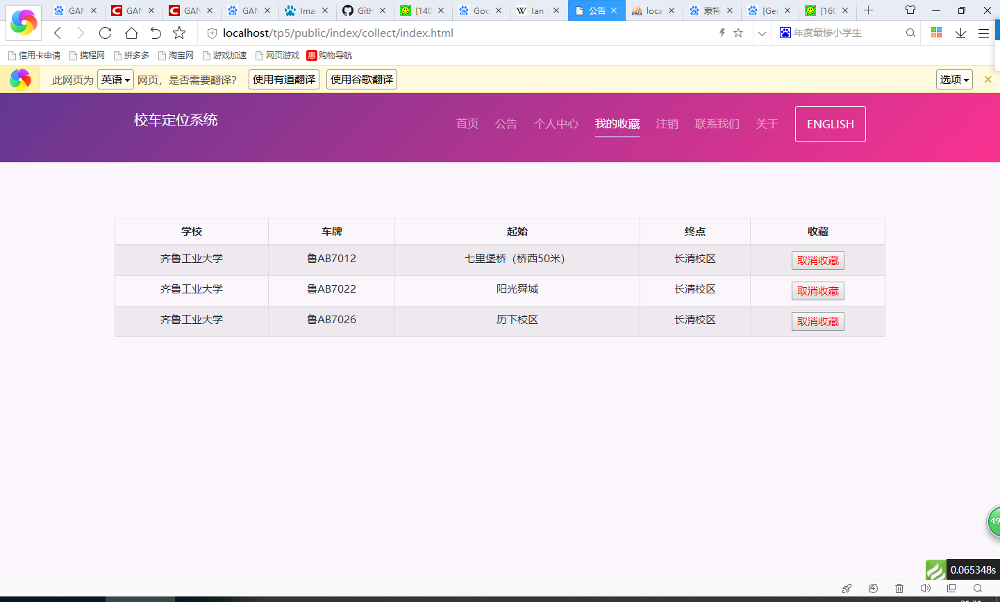 GAN GAN GAN GAN Ima GitH [140 Goo Ian 公告 loca 蒙特 [Ge [160
localhost/tp5/public/index/collect/index.html 年度最惨小学生
信用卡申请 携程网 拼多多 淘宝网 游戏加速 网页游戏 惠 购物导航
此网页为 英语 网页，是否需要翻译？ 使用有道翻译 使用谷歌翻译 选项
校车定位系统 首页 公告 个人中心 我的收藏 注销 联系我们 关于 ENGLISH
学校 车牌 起始 终点 收藏
齐鲁工业大学 鲁AB7012 七里堡桥（桥西50米） 长清校区 取消收藏
齐鲁工业大学 鲁AB7022 阳光舜城 长清校区 取消收藏
齐鲁工业大学 鲁AB7026 历下校区 长清校区 取消收藏
49
0.065348s